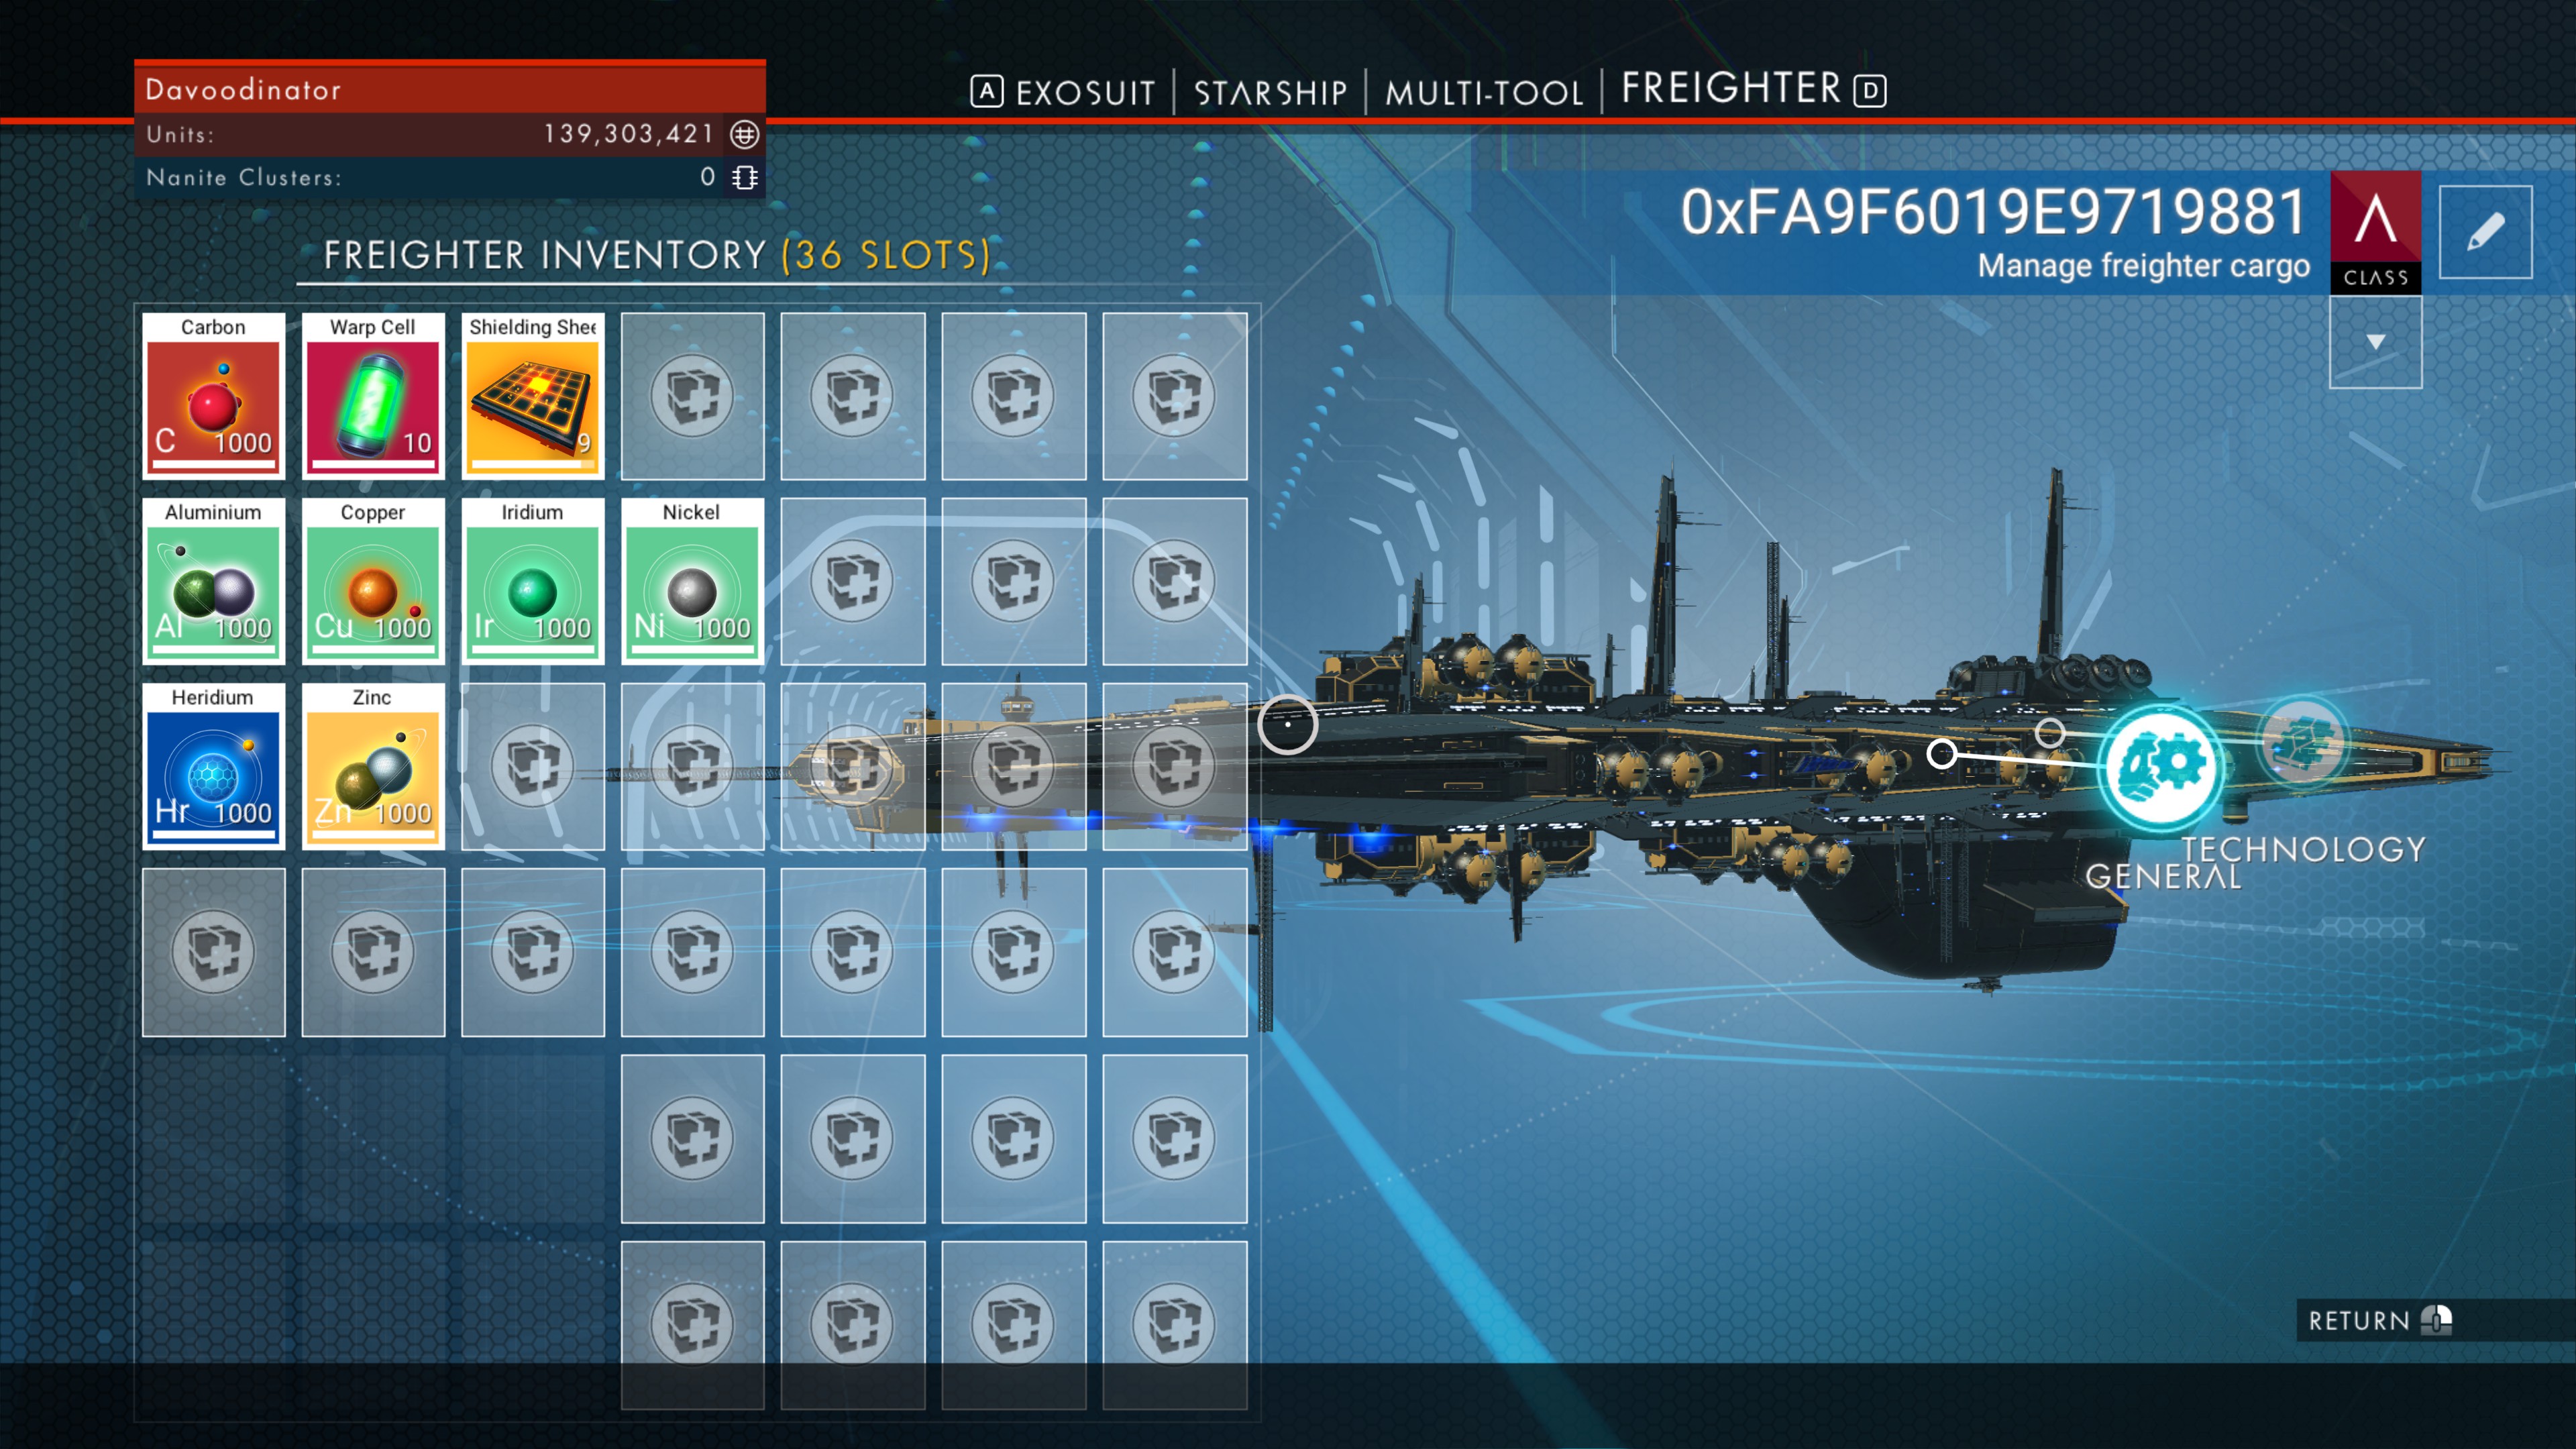 Davoodinator
Units: 139,303,421
Nanite Clusters: 0
A EXOSUIT STARSHIP MULTI-TOOL FREIGHTER D
0xFA9F6019E9719881
Manage freighter cargo
CLASS
FREIGHTER INVENTORY (36 SLOTS)
Carbon
C 1000
Warp Cell
10
Shielding Shee
9
Aluminium
Al 1000
Copper
Cu 1000
Iridium
Ir 1000
Nickel
Ni 1000
Heridium
Hr 1000
Zinc
Zn 1000
TECHNOLOGY
GENERAL
RETURN